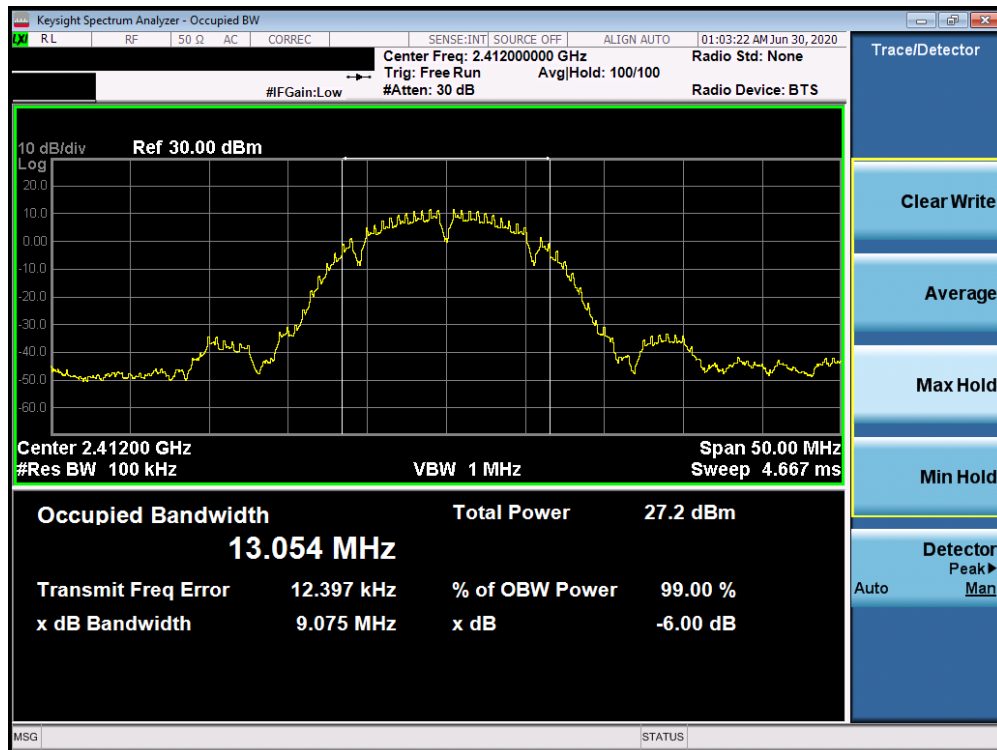 Keysight Spectrum Analyzer - Occupied BW
LXI RL RF 50 Ω AC CORREC SENSE:INT SOURCE OFF ALIGN AUTO 01:03:22 AM Jun 30, 2020
Center Freq: 2.412000000 GHz Radio Std: None
Trig: Free Run Avg|Hold: 100/100
#IFGain:Low #Atten: 30 dB Radio Device: BTS
Trace/Detector
10 dB/div Ref 30.00 dBm
Log
20.0
10.0
0.00
-10.0
-20.0
-30.0
-40.0
-50.0
-60.0
Center 2.41200 GHz Span 50.00 MHz
#Res BW 100 kHz VBW 1 MHz Sweep 4.667 ms
Occupied Bandwidth Total Power 27.2 dBm
13.054 MHz
Transmit Freq Error 12.397 kHz % of OBW Power 99.00 %
x dB Bandwidth 9.075 MHz x dB -6.00 dB
Clear Write
Average
Max Hold
Min Hold
Detector
Peak▶
Auto Man
MSG STATUS